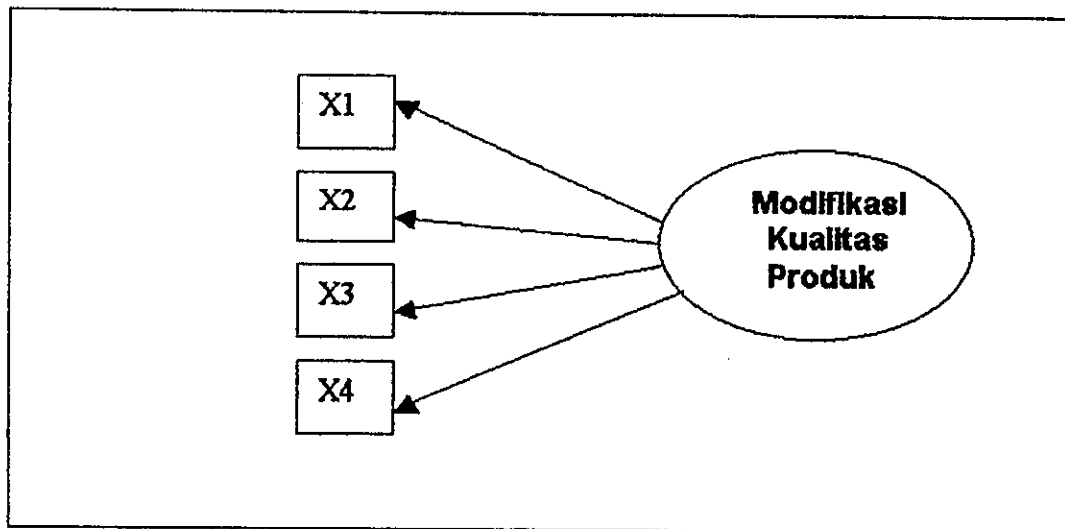 X1
X2
X3
X4
Modifikasi
Kualitas
Produk